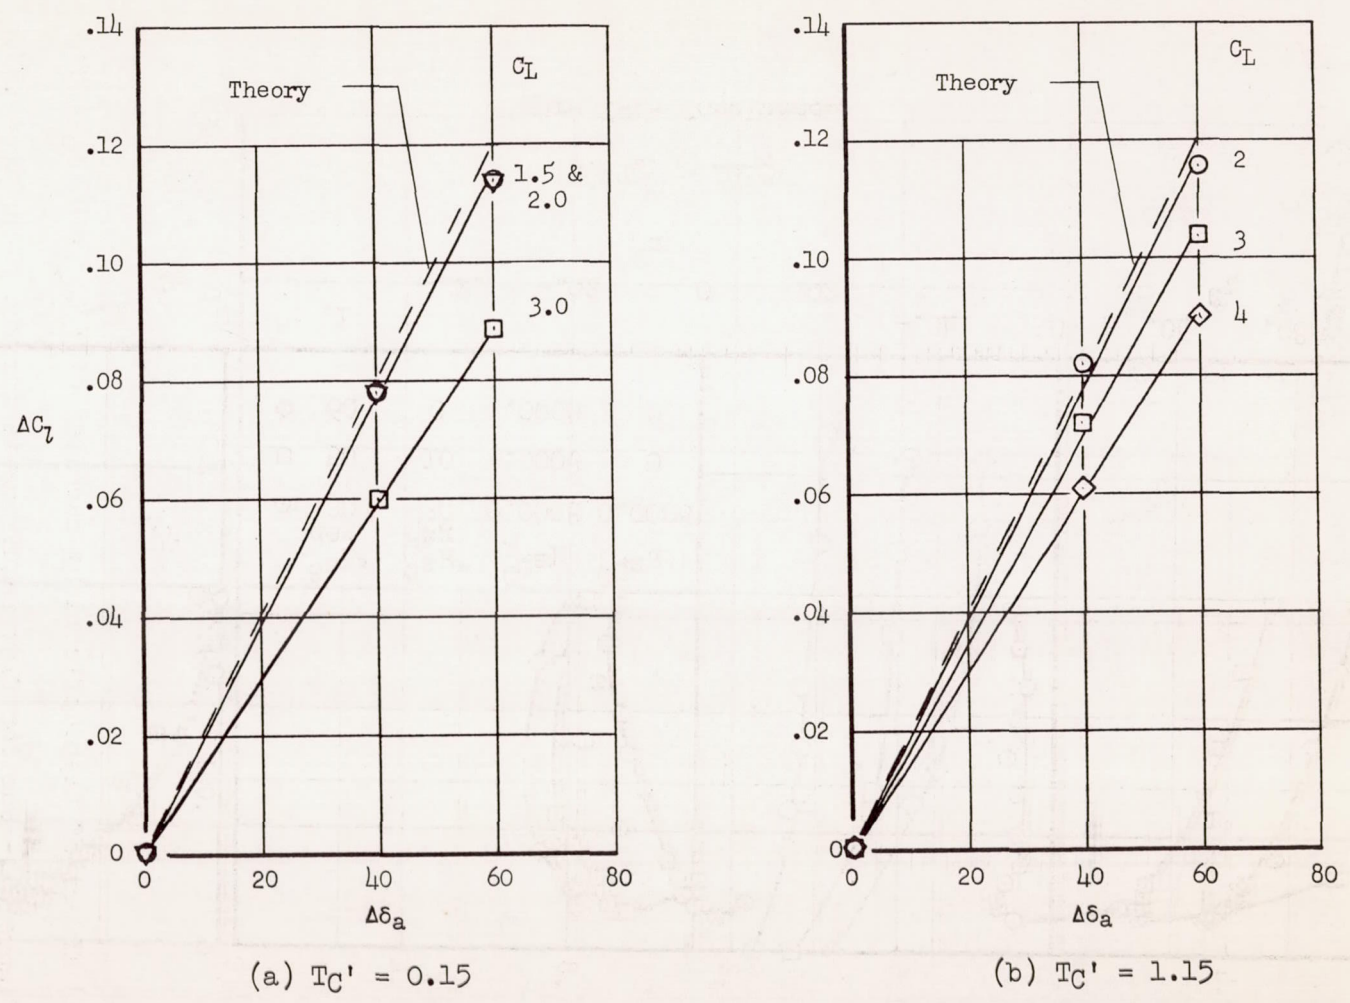 .14
C_L
Theory
.12
1.5 &
2.0
.10
3.0
.08
ΔC_l
.06
.04
.02
0
0 20 40 60 80
Δδ_a
(a) T_C' = 0.15
.14
C_L
Theory
.12
2
3
.10
4
.08
.06
.04
.02
0
0 20 40 60 80
Δδ_a
(b) T_C' = 1.15